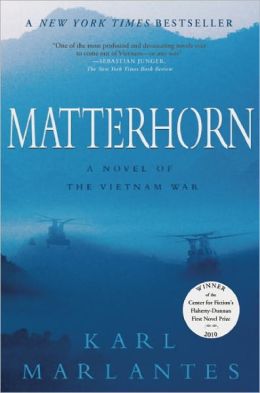 A NEW YORK TIMES BESTSELLER
"One of the most profound and devastating novels ever
to come out of Vietnam—or any war."
—SEBASTIAN JUNGER,
The New York Times Book Review
MATTERHORN
A NOVEL OF
THE VIETNAM WAR
WINNER
of the
Center for Fiction's
Flaherty-Dunnan
First Novel Prize
2019
KARL
MARLANTES